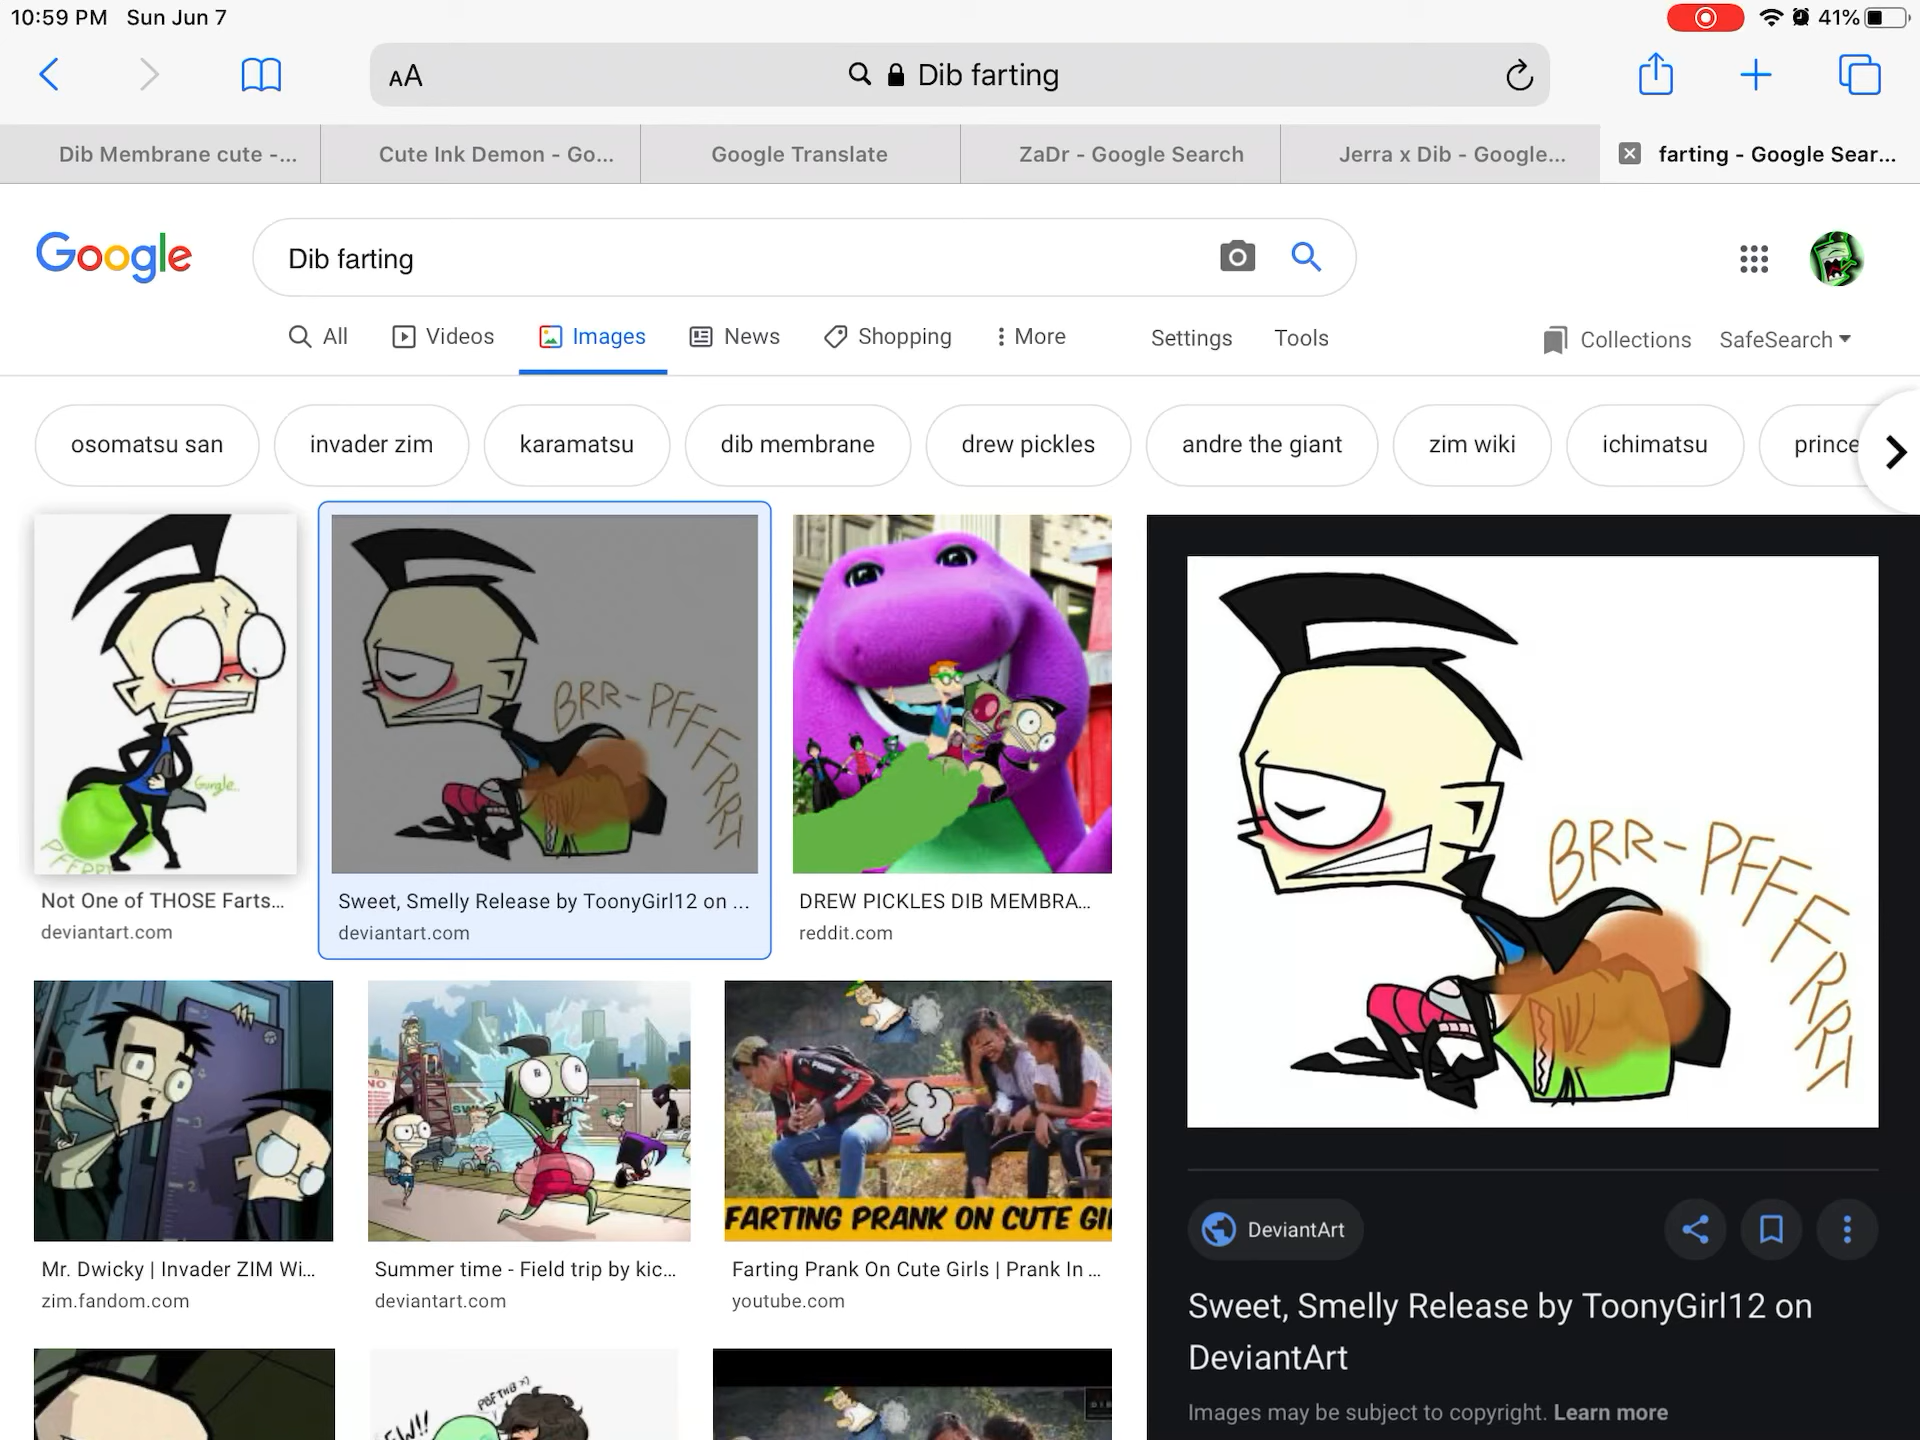 10:59 PM Sun Jun 7
41%
AA Dib farting
Dib Membrane cute -...
Cute Ink Demon - Go...
Google Translate
ZaDr - Google Search
Jerra x Dib - Google...
farting - Google Sear...
Google
Dib farting
All
Videos
Images
News
Shopping
More
Settings
Tools
Collections
SafeSearch
osomatsu san
invader zim
karamatsu
dib membrane
drew pickles
andre the giant
zim wiki
ichimatsu
prince
Gurgle..
PFFRRR
Not One of THOSE Farts...
deviantart.com
BRR-PFFFRRR
Sweet, Smelly Release by ToonyGirl12 on ...
deviantart.com
DREW PICKLES DIB MEMBRA...
reddit.com
BRR-PFFFRRR
NO
FARTING PRANK ON CUTE GI
Mr. Dwicky | Invader ZIM Wi...
zim.fandom.com
Summer time - Field trip by kic...
deviantart.com
Farting Prank On Cute Girls | Prank In ...
youtube.com
DeviantArt
Sweet, Smelly Release by ToonyGirl12 on
DeviantArt
Images may be subject to copyright. Learn more